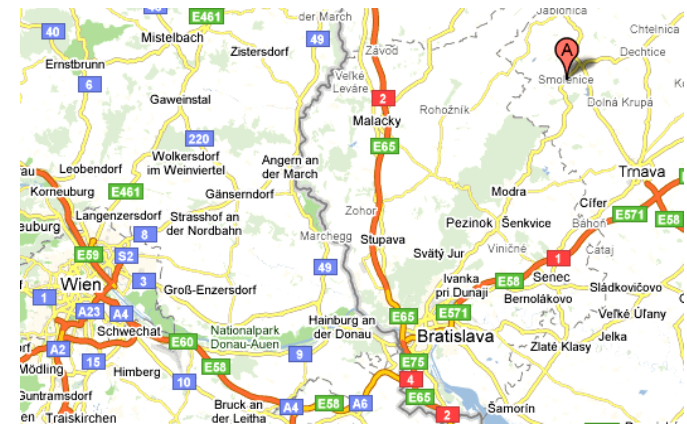 E461
der March
Jablonica
40
Mistelbach
49
Zistersdorf
Závod
Chtelnica
A
Dechtice
Ernstbrunn
6
Veľké
Leváre
Smolenice
Gaweinstal
2
Rohožník
Dolná Krupá
Malacky
220
E65
Wolkersdorf
im Weinviertel
Angern an
der March
Leobendorf
Trnava
Korneuburg
E461
Gänserndorf
Modra
Cífer
Langenzersdorf
Strasshof an
der Nordbahn
Zohor
E571
E58
Pezinok
Šenkvice
Báhoň
8
Marchegg
Stupava
Čataj
Viničné
E59
S2
Svätý Jur
1
49
3
Wien
Groß-Enzersdorf
Ivanka
pri Dunaji
E58
Senec
Sládkovičovo
1
Bernolákovo
A23
A4
E65
E571
Veľké Úľany
Schwechat
Hainburg an
der Donau
Bratislava
Jelka
E60
Nationalpark
Donau-Auen
Zlaté Klasy
A2
9
15
E58
E75
Mödling
Himberg
10
4
Guntramsdorf
E65
Bruck an
der Leitha
A4
E58
A6
2
Šamorín
Traiskirchen